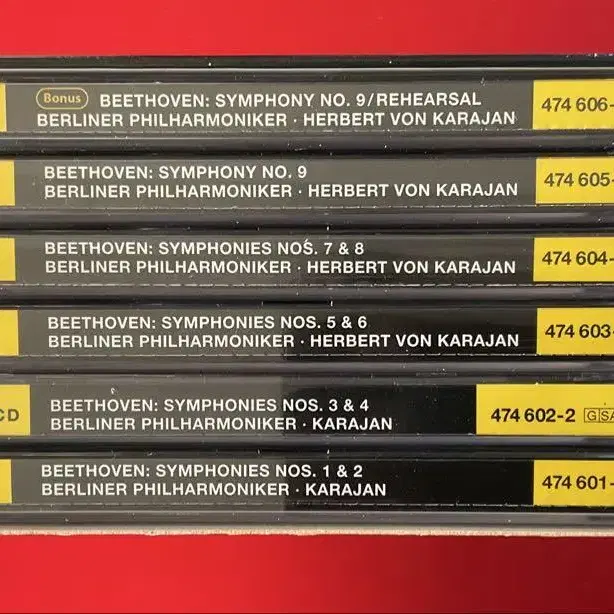 Bonus BEETHOVEN: SYMPHONY NO. 9/REHEARSAL
BERLINER PHILHARMONIKER · HERBERT VON KARAJAN
474 606-
BEETHOVEN: SYMPHONY NO. 9
BERLINER PHILHARMONIKER · HERBERT VON KARAJAN
474 605-
BEETHOVEN: SYMPHONIES NOS. 7 & 8
BERLINER PHILHARMONIKER · HERBERT VON KARAJAN
474 604-
BEETHOVEN: SYMPHONIES NOS. 5 & 6
BERLINER PHILHARMONIKER · HERBERT VON KARAJAN
474 603-
CD
BEETHOVEN: SYMPHONIES NOS. 3 & 4
BERLINER PHILHARMONIKER · KARAJAN
474 602-2 GSA
BEETHOVEN: SYMPHONIES NOS. 1 & 2
BERLINER PHILHARMONIKER · KARAJAN
474 601-